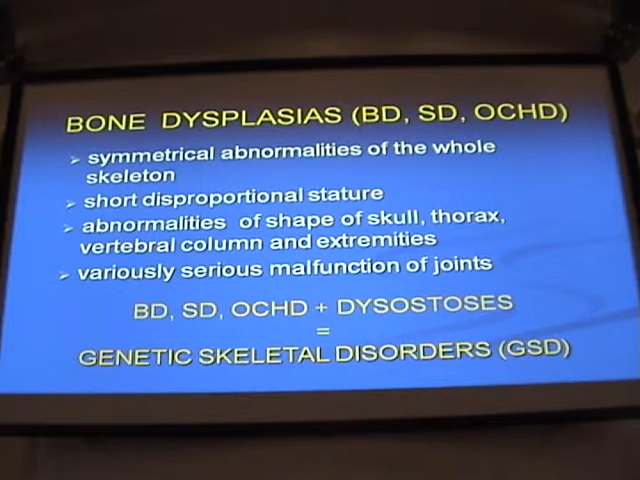 BONE DYSPLASIAS (BD, SD, OCHD)
➢ symmetrical abnormalities of the whole
skeleton
➢ short disproportional stature
➢ abnormalities of shape of skull, thorax,
vertebral column and extremities
➢ variously serious malfunction of joints
BD, SD, OCHD + DYSOSTOSES
=
GENETIC SKELETAL DISORDERS (GSD)